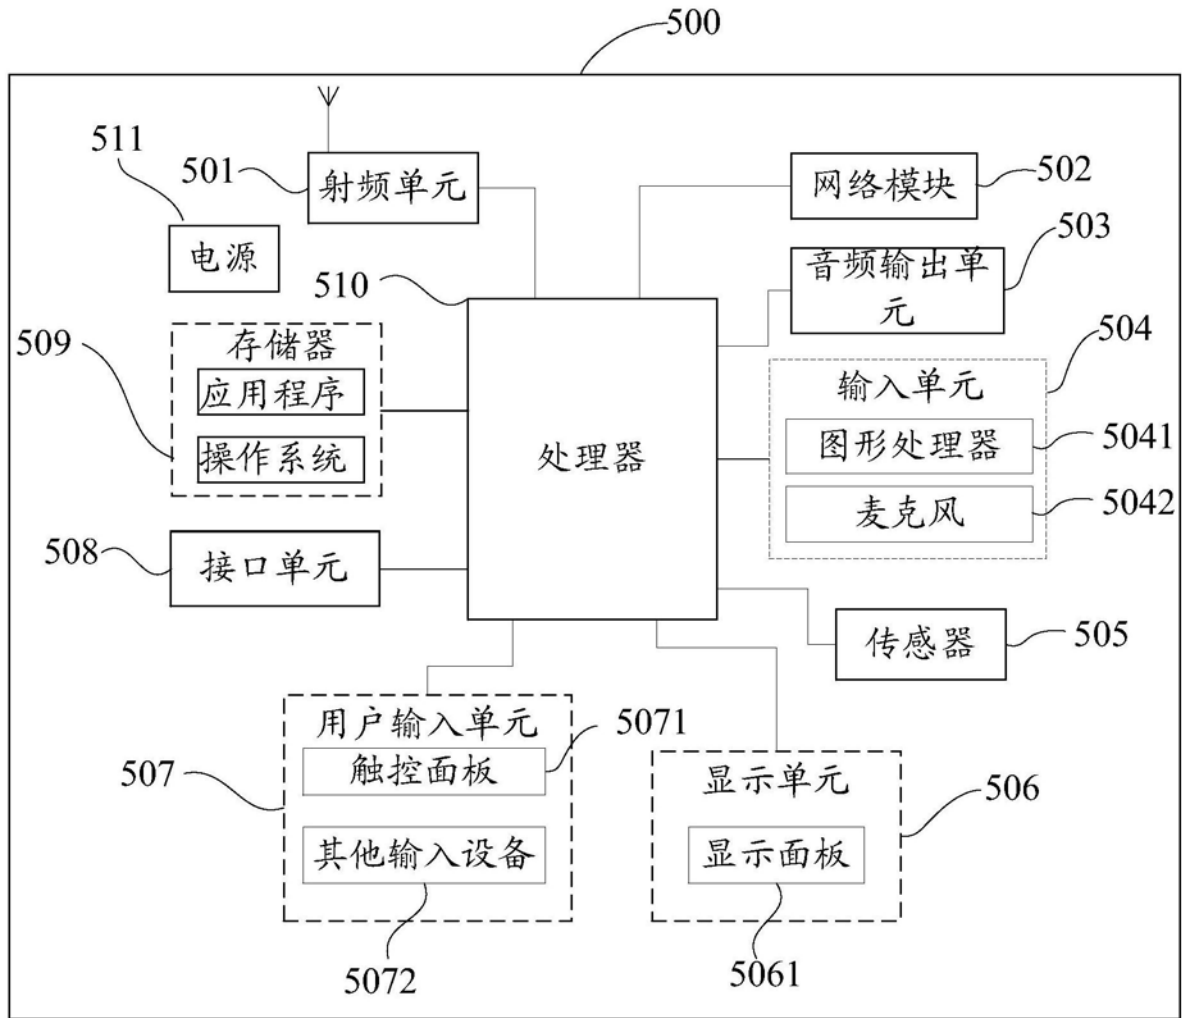 500
511
501
射频单元
网络模块
502
电源
510
音频输出单
元
503
509
存储器
应用程序
操作系统
处理器
504
输入单元
图形处理器
5041
麦克风
5042
508
接口单元
传感器
505
507
用户输入单元
触控面板
5071
其他输入设备
5072
显示单元
506
显示面板
5061